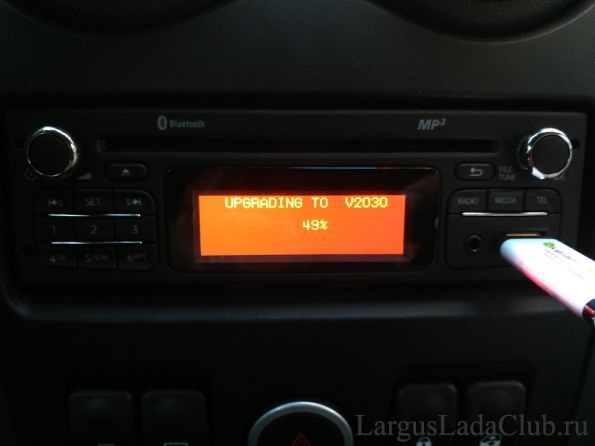 Bluetooth
MP3
FILE
TUNE
SET
RADIO MEDIA TEL
1 2 3
4 5 6
UPGRADING TO V2030
49%
LargusLadaClub.ru